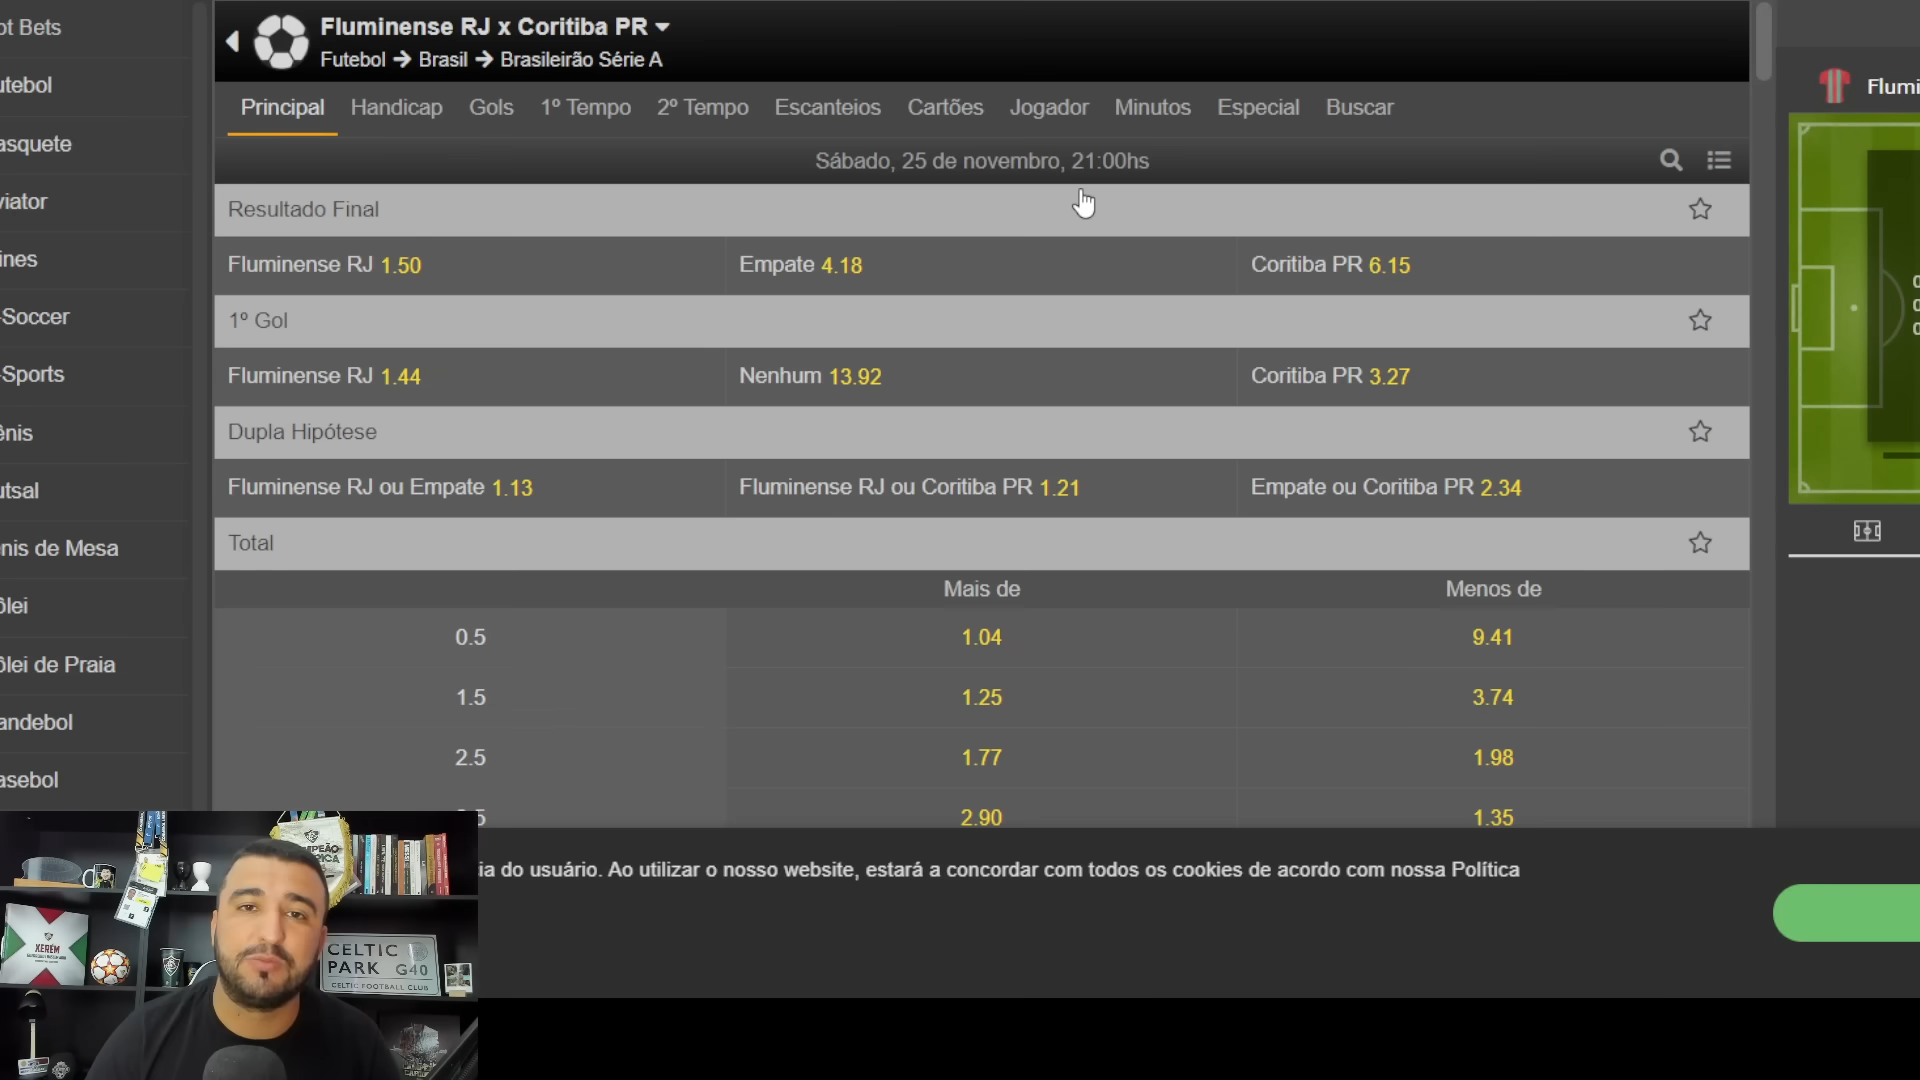 ot Bets
utebol
asquete
viator
ines
-Soccer
-Sports
ênis
utsal
nis de Mesa
ôlei
ôlei de Praia
andebol
asebol
Fluminense RJ x Coritiba PR
Futebol → Brasil → Brasileirão Série A
Principal Handicap Gols 1º Tempo 2º Tempo Escanteios Cartões Jogador Minutos Especial Buscar
Sábado, 25 de novembro, 21:00hs
Resultado Final
Fluminense RJ 1.50 Empate 4.18 Coritiba PR 6.15
1º Gol
Fluminense RJ 1.44 Nenhum 13.92 Coritiba PR 3.27
Dupla Hipótese
Fluminense RJ ou Empate 1.13 Fluminense RJ ou Coritiba PR 1.21 Empate ou Coritiba PR 2.34
Total
Mais de Menos de
0.5 1.04 9.41
1.5 1.25 3.74
2.5 1.77 1.98
5 2.90 1.35
Flumi
ia do usuário. Ao utilizar o nosso website, estará a concordar com todos os cookies de acordo com nossa Política
XERÉM
CELTIC
PARK G40
CELTIC FOOTBALL CLUB